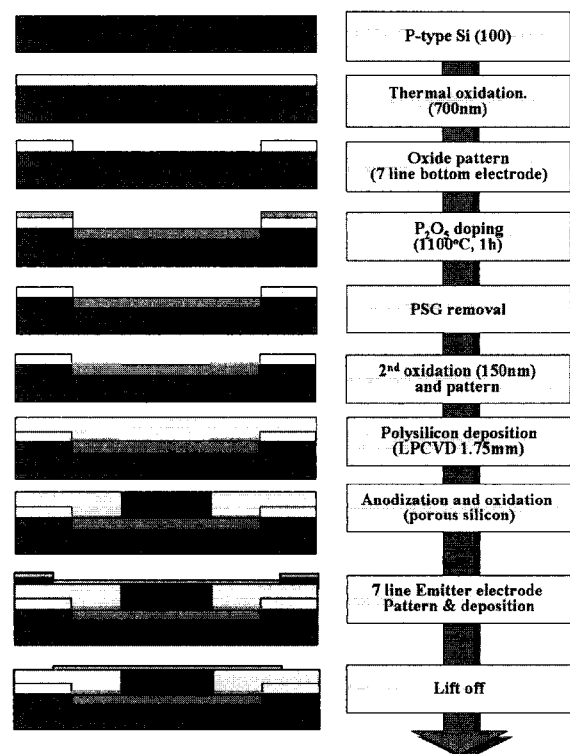 P-type Si (100)
Thermal oxidation.
(700nm)
Oxide pattern
(7 line bottom electrode)
P₂O₅ doping
(1100°C, 1h)
PSG removal
2nd oxidation (150nm)
and pattern
Polysilicon deposition
(LPCVD 1.75mm)
Anodization and oxidation
(porous silicon)
7 line Emitter electrode
Pattern & deposition
Lift off